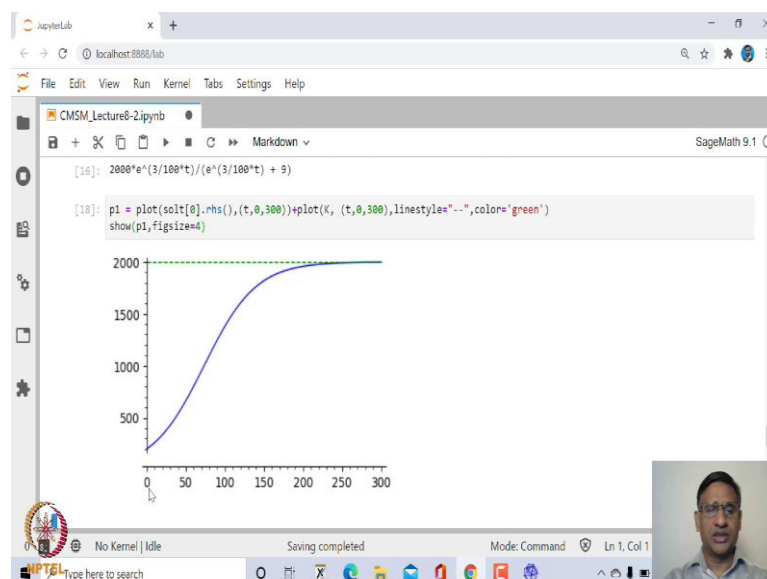 JupyterLab
localhost:8888/lab
File Edit View Run Kernel Tabs Settings Help
CMSM_Lecture8-2.ipynb
Markdown
SageMath 9.1
[16]: 2000*e^(3/100*t)/(e^(3/100*t) + 9)
[18]: p1 = plot(solt[0].rhs(),(t,0,300))+plot(K, (t,0,300),linestyle="--",color='green')
show(p1,figsize=4)
2000
1500
1000
500
0 50 100 150 200 250 300
No Kernel | Idle Saving completed Mode: Command Ln 1, Col 1
NPTEL
Type here to search